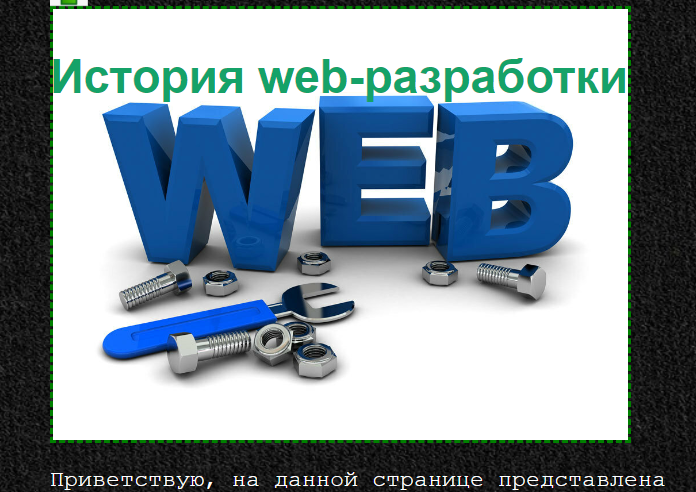 История web-разработки
WEB
Приветствую, на данной странице представлена